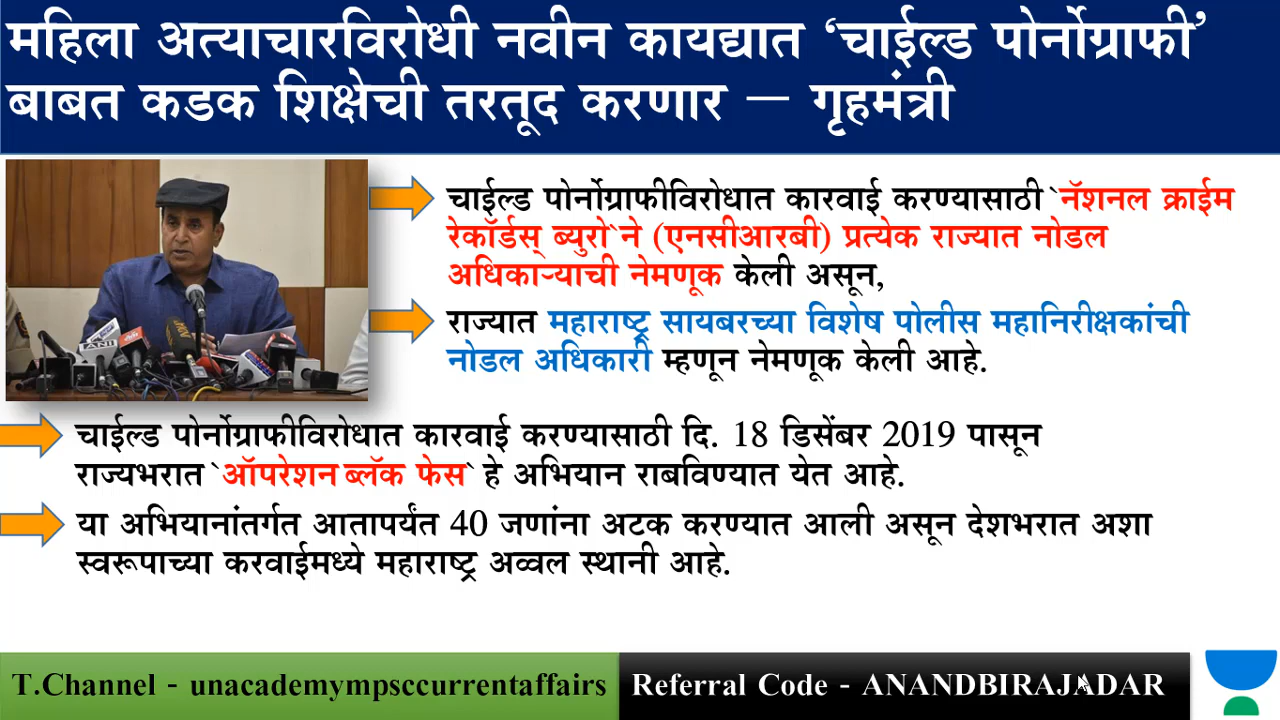 महिला अत्याचारविरोधी नवीन कायद्यात ‘चाईल्ड पोर्नोग्राफी’
बाबत कडक शिक्षेची तरतूद करणार – गृहमंत्री
चाईल्ड पोर्नोग्राफीविरोधात कारवाई करण्यासाठी `नॅशनल क्राईम
रेकॉर्डस् ब्युरो`ने (एनसीआरबी) प्रत्येक राज्यात नोडल
अधिकाऱ्याची नेमणूक केली असून,
राज्यात महाराष्ट्र सायबरच्या विशेष पोलीस महानिरीक्षकांची
नोडल अधिकारी म्हणून नेमणूक केली आहे.
ANI
चाईल्ड पोर्नोग्राफीविरोधात कारवाई करण्यासाठी दि. 18 डिसेंबर 2019 पासून
राज्यभरात `ऑपरेशन ब्लॅक फेस` हे अभियान राबविण्यात येत आहे.
या अभियानांतर्गत आतापर्यंत 40 जणांना अटक करण्यात आली असून देशभरात अशा
स्वरूपाच्या करवाईमध्ये महाराष्ट्र अव्वल स्थानी आहे.
T.Channel - unacademympsccurrentaffairs
Referral Code - ANANDBIRAJADAR